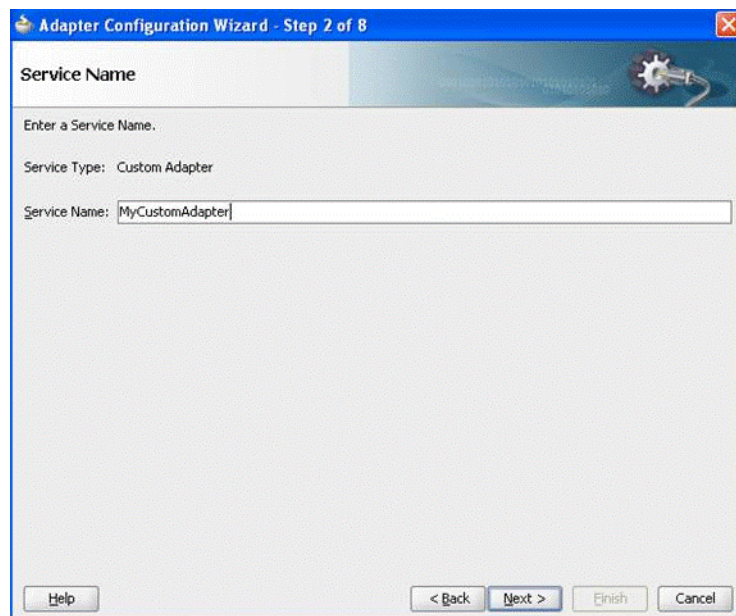 Adapter Configuration Wizard - Step 2 of 8
Service Name
Enter a Service Name.
Service Type: Custom Adapter
Service Name: MyCustomAdapter
Help < Back Next > Finish Cancel